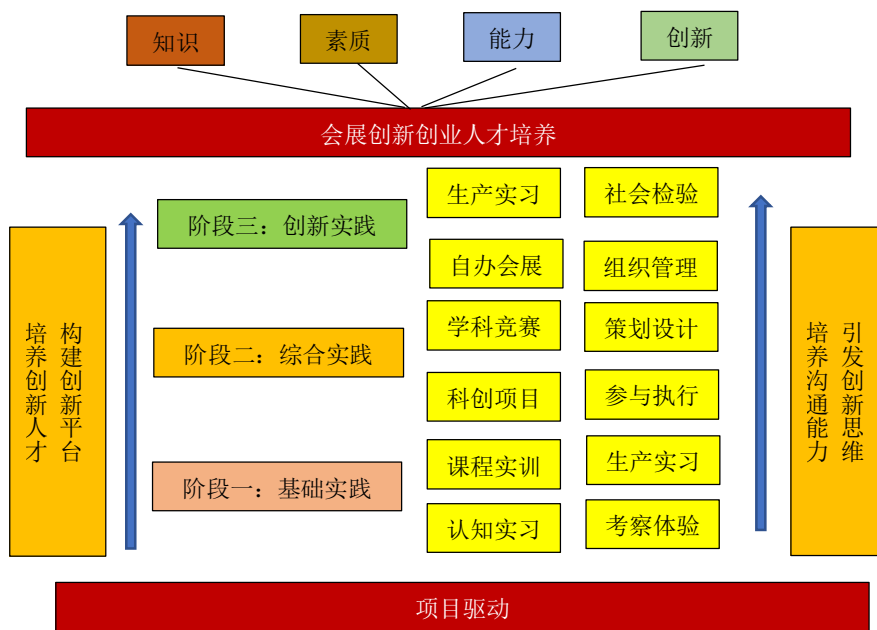 知识
素质
能力
创新
会展创新创业人才培养
生产实习
社会检验
阶段三：创新实践
自办会展
组织管理
学科竞赛
策划设计
阶段二：综合实践
科创项目
参与执行
课程实训
生产实习
阶段一：基础实践
认知实习
考察体验
构建创新平台
培养创新人才
引发创新思维
培养沟通能力
项目驱动